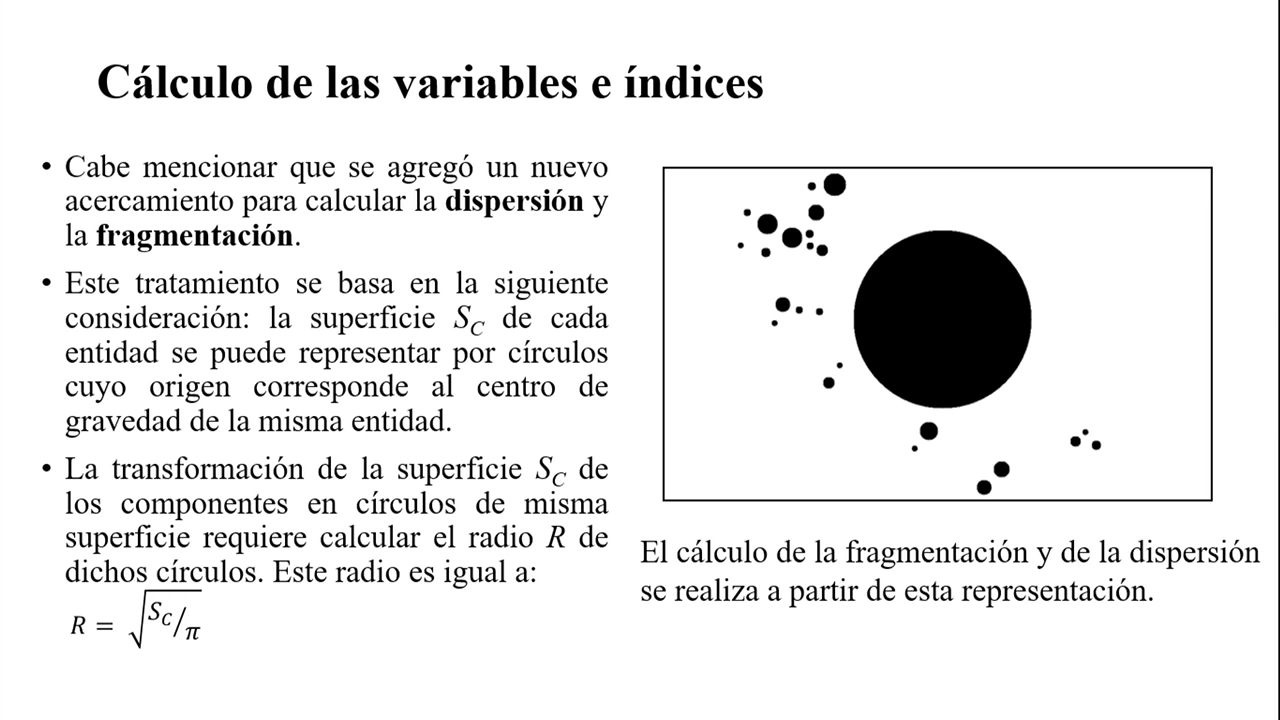 Cálculo de las variables e índices
• Cabe mencionar que se agregó un nuevo
acercamiento para calcular la dispersión y
la fragmentación.
• Este tratamiento se basa en la siguiente
consideración: la superficie S_C de cada
entidad se puede representar por círculos
cuyo origen corresponde al centro de
gravedad de la misma entidad.
• La transformación de la superficie S_C de
los componentes en círculos de misma
superficie requiere calcular el radio R de
dichos círculos. Este radio es igual a:
R = √(S_C/π)
El cálculo de la fragmentación y de la dispersión
se realiza a partir de esta representación.